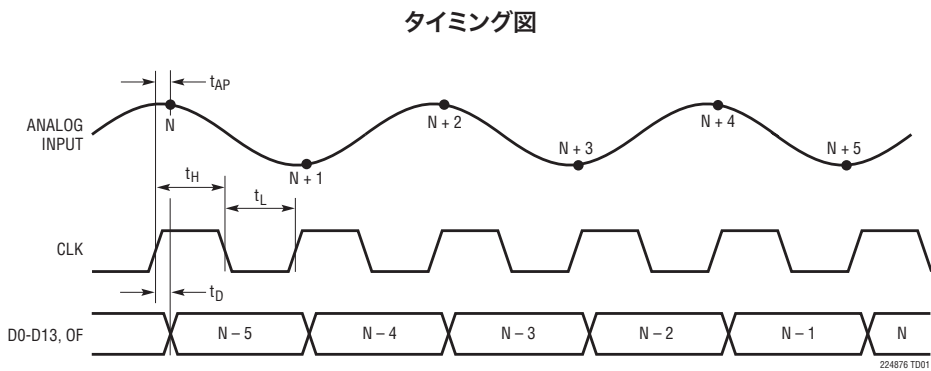 タイミング図
tAP
ANALOG
INPUT
N
N + 1
N + 2
N + 3
N + 4
N + 5
tH
tL
CLK
tD
D0-D13, OF
N – 5
N – 4
N – 3
N – 2
N – 1
N
224876 TD01